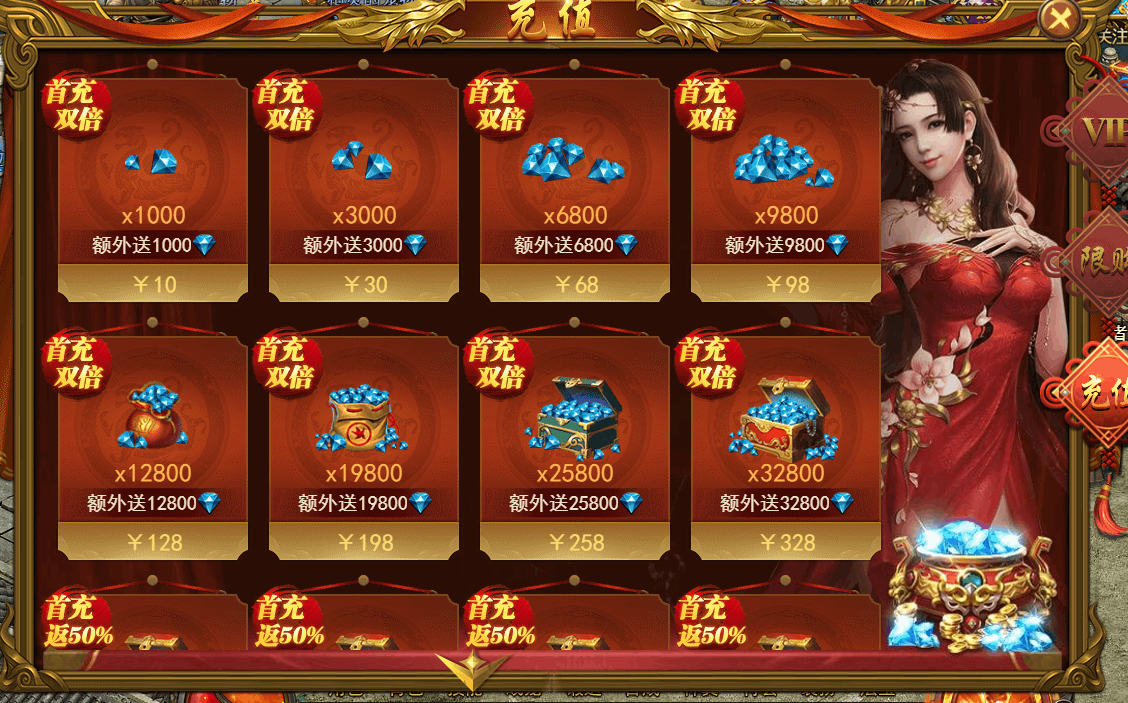 充值
关注
首充
双倍
x1000
额外送1000
￥10
首充
双倍
x3000
额外送3000
￥30
首充
双倍
x6800
额外送6800
￥68
首充
双倍
x9800
额外送9800
￥98
VIP
限购
首充
双倍
x12800
额外送12800
￥128
首充
双倍
x19800
额外送19800
￥198
首充
双倍
x25800
额外送25800
￥258
首充
双倍
x32800
额外送32800
￥328
者
充值
首充
返50%
首充
返50%
首充
返50%
首充
返50%